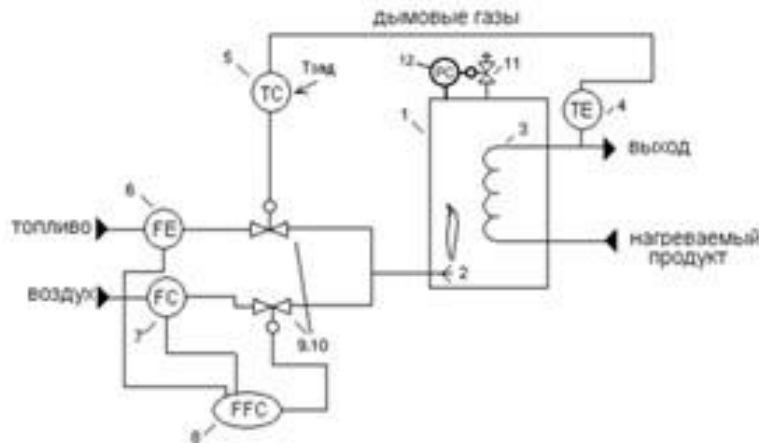 дымовые газы
5
TC
Tзад
12
PC
11
1
3
TE
4
выход
6
топливо
FE
нагреваемый
продукт
2
воздух
FC
7
9,10
FFC
8